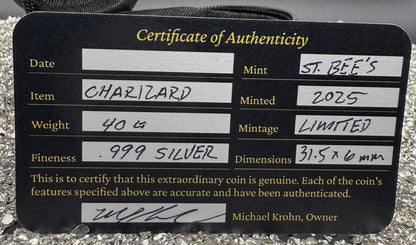 Certificate of Authenticity
Date Mint ST. BEE'S
Item CHARIZARD Minted 2025
Weight 40 G Mintage LIMITED
Fineness .999 SILVER Dimensions 31.5 x 6 mm
This is to certify that this extraordinary coin is genuine. Each of the coin's
features specified above are accurate and have been authenticated.
Michael Krohn, Owner